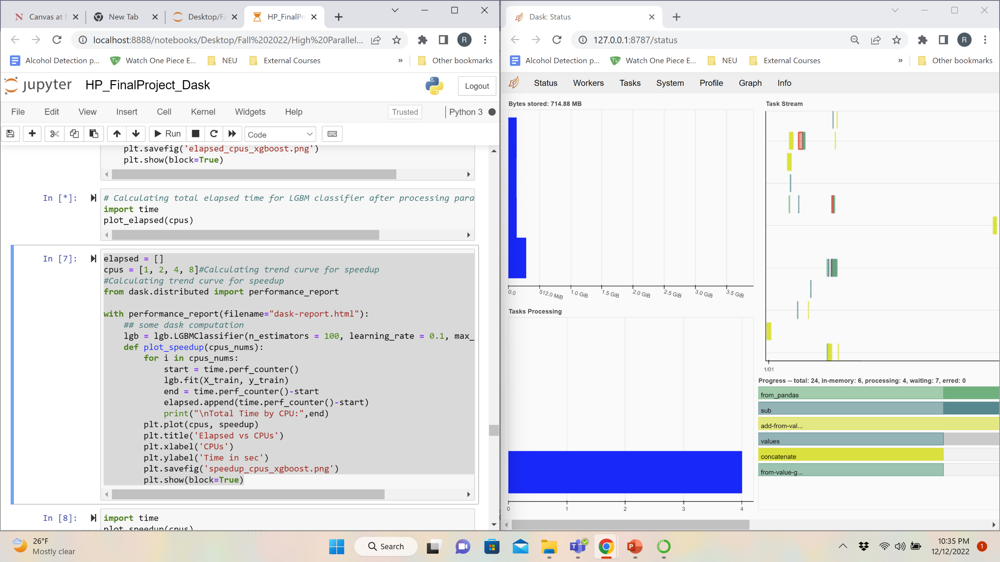 Canvas at N
New Tab
Desktop/Fa
HP_FinalPro
localhost:8888/notebooks/Desktop/Fall%202022/High%20Parallel...
R
Alcohol Detection p...
Watch One Piece E...
NEU
External Courses
»
Other bookmarks
jupyter
HP_FinalProject_Dask
Logout
File
Edit
View
Insert
Cell
Kernel
Widgets
Help
Trusted
Python 3
Run
Code
plt.savefig('elapsed_cpus_xgboost.png')
plt.show(block=True)
In [*]:
# Calculating total elapsed time for LGBM classifier after processing para
import time
plot_elapsed(cpus)
In [7]:
elapsed = []
cpus = [1, 2, 4, 8]#Calculating trend curve for speedup
#Calculating trend curve for speedup
from dask.distributed import performance_report
with performance_report(filename="dask-report.html"):
## some dask computation
lgb = lgb.LGBMClassifier(n_estimators = 100, learning_rate = 0.1, max_
def plot_speedup(cpus_nums):
for i in cpus_nums:
start = time.perf_counter()
lgb.fit(X_train, y_train)
end = time.perf_counter()-start
elapsed.append(time.perf_counter()-start)
print("\nTotal Time by CPU:",end)
plt.plot(cpus, speedup)
plt.title('Elapsed vs CPUs')
plt.xlabel('CPUs')
plt.ylabel('Time in sec')
plt.savefig('speedup_cpus_xgboost.png')
plt.show(block=True)
In [8]:
import time
plot_speedup(cpus)
Dask: Status
127.0.0.1:8787/status
R
Alcohol Detection p...
Watch One Piece E...
NEU
External Courses
»
Other bookmarks
Status
Workers
Tasks
System
Profile
Graph
Info
Bytes stored: 714.88 MB
0.0
512.0 MiB
1.0 GiB
1.5 GiB
2.0 GiB
2.5 GiB
3.0 GiB
3.5 GiB
Tasks Processing
0
1
2
3
4
Task Stream
1/01
Progress -- total: 24, in-memory: 6, processing: 4, waiting: 7, erred: 0
from_pandas
sub
add-from-val...
values
concatenate
from-value-g...
26°F
Mostly clear
Search
10:35 PM
12/12/2022
1